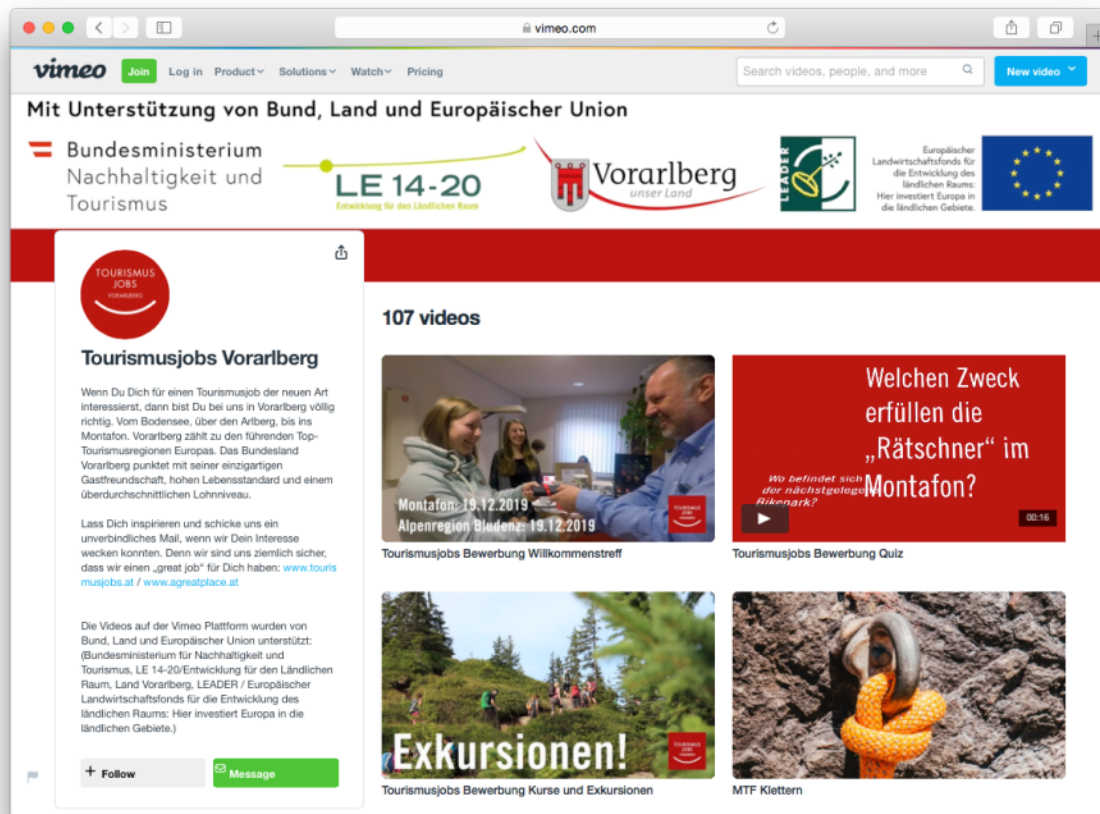 vimeo.com
vimeo
Join
Log in
Product
Solutions
Watch
Pricing
Search videos, people, and more
New video
Mit Unterstützung von Bund, Land und Europäischer Union
Bundesministerium
Nachhaltigkeit und
Tourismus
LE 14-20
Entwicklung für den Ländlichen Raum
Vorarlberg
unser Land
LEADER
Europäischer
Landwirtschaftsfonds für
die Entwicklung des
ländlichen Raums:
Hier investiert Europa in
die ländlichen Gebiete.
TOURISMUS
JOBS
VORARLBERG
Tourismusjobs Vorarlberg
Wenn Du Dich für einen Tourismusjob der neuen Art
interessierst, dann bist Du bei uns in Vorarlberg völlig
richtig. Vom Bodensee, über den Arlberg, bis ins
Montafon. Vorarlberg zählt zu den führenden Top-
Tourismusregionen Europas. Das Bundesland
Vorarlberg punktet mit seiner einzigartigen
Gastfreundschaft, hohen Lebensstandard und einem
überdurchschnittlichen Lohnniveau.
Lass Dich inspirieren und schicke uns ein
unverbindliches Mail, wenn wir Dein Interesse
wecken konnten. Denn wir sind uns ziemlich sicher,
dass wir einen „great job“ für Dich haben: www.touris
musjobs.at / www.agreatplace.at
Die Videos auf der Vimeo Plattform wurden von
Bund, Land und Europäischer Union unterstützt:
(Bundesministerium für Nachhaltigkeit und
Tourismus, LE 14-20/Entwicklung für den Ländlichen
Raum, Land Vorarlberg, LEADER / Europäischer
Landwirtschaftsfonds für die Entwicklung des
ländlichen Raums: Hier investiert Europa in die
ländlichen Gebiete.)
+ Follow
Message
107 videos
Montafon: 19.12.2019
Alpenregion Bludenz: 19.12.2019
TOURISMUS
JOBS
Tourismusjobs Bewerbung Willkommenstreff
Welchen Zweck
erfüllen die
„Rätschner“ im
Montafon?
Wo befindet sich
der nächstgelegene
Bikepark?
00:16
Tourismusjobs Bewerbung Quiz
Exkursionen!
TOURISMUS
JOBS
Tourismusjobs Bewerbung Kurse und Exkursionen
MTF Klettern